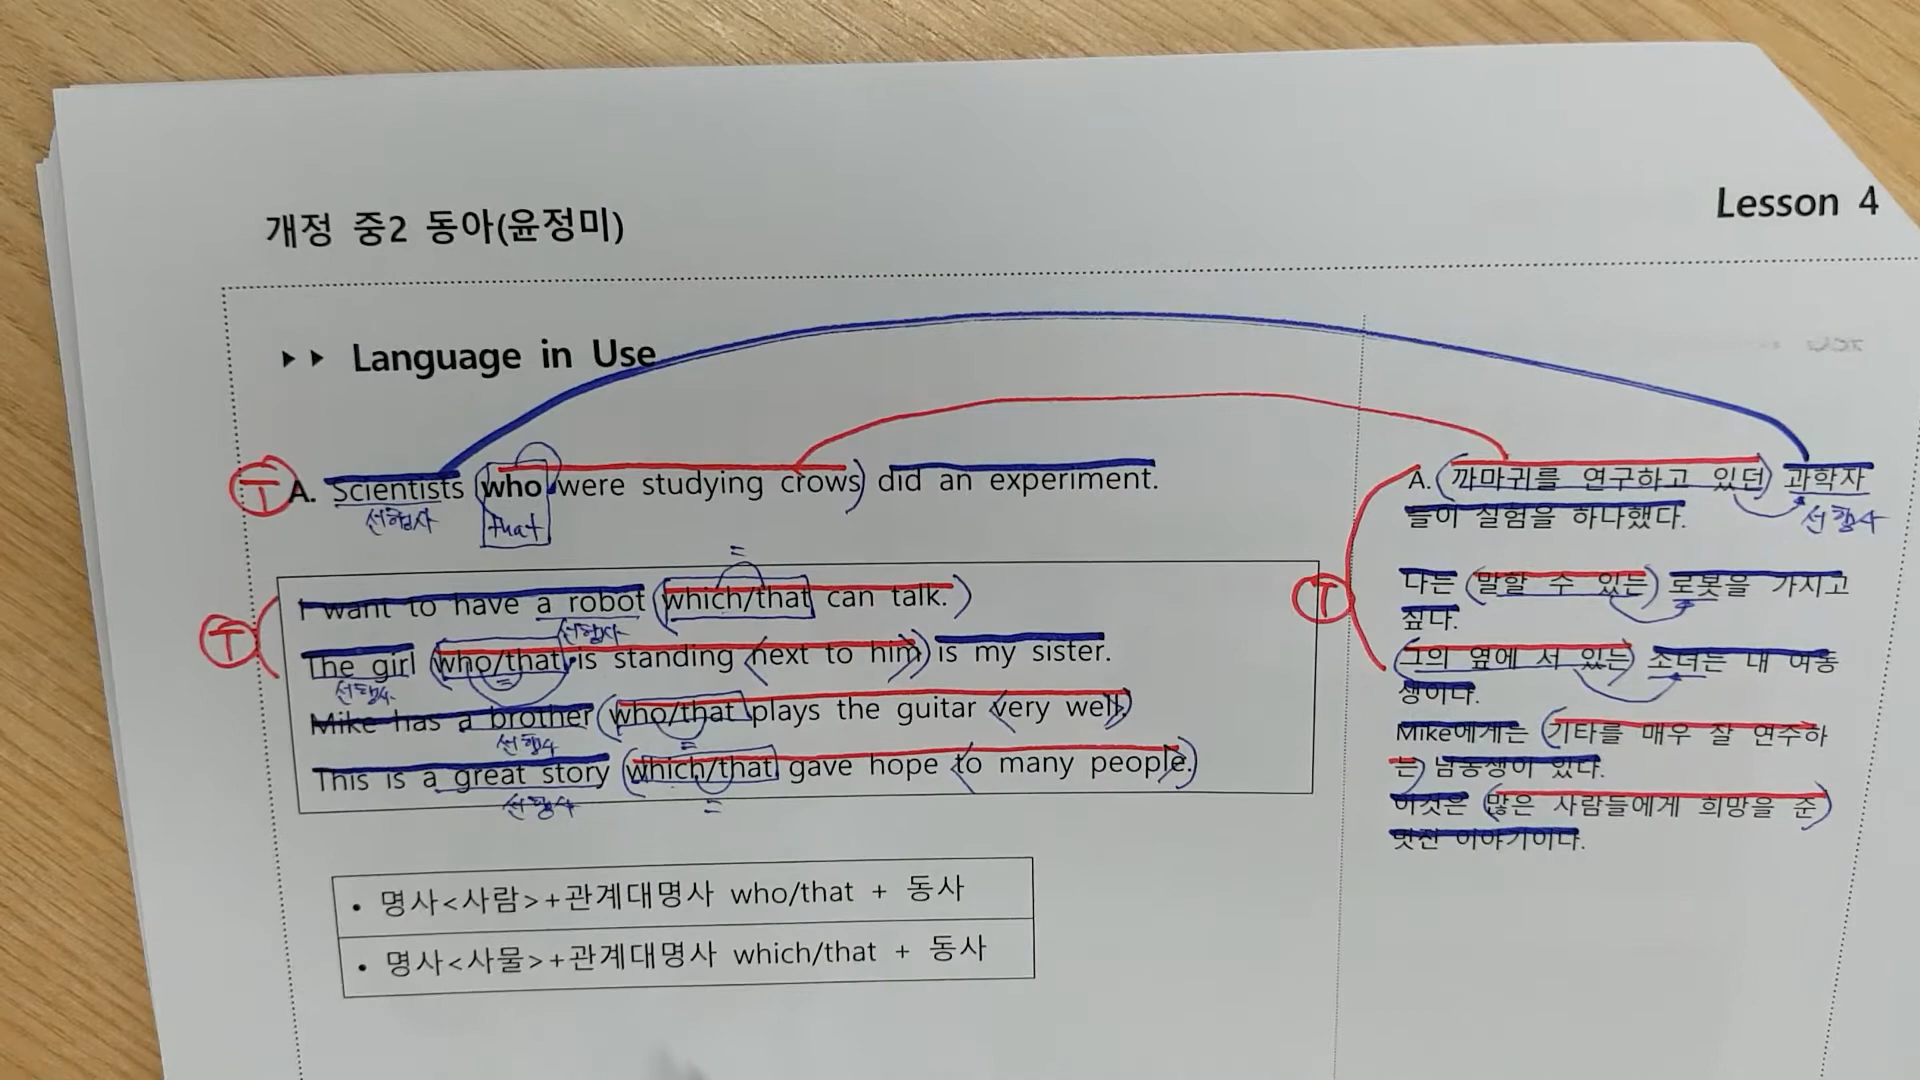 개정 중2 동아(윤정미)
Lesson 4
▸▸ Language in Use
Ⓣ A. Scientists who were studying crows) did an experiment.
선행사 that
=
Ⓣ
I want to have a robot (which/that can talk.)
선행사
The girl (who/that is standing <next to him>) is my sister.
선행사 =
Mike has a brother (who/that plays the guitar <very well.>)
선행사 =
This is a great story (which/that gave hope <to many people.>)
선행사 =
• 명사<사람>+관계대명사 who/that + 동사
• 명사<사물>+관계대명사 which/that + 동사
Ⓣ
A. (까마귀를 연구하고 있던) 과학자
들이 실험을 하나했다.
선행사
나는 (말할 수 있는) 로봇을 가지고
싶다.
(그의 옆에 서 있는) 소녀는 내 여동
생이다.
Mike에게는 (기타를 매우 잘 연주하
는) 남동생이 있다.
이것은 (많은 사람들에게 희망을 준)
멋진 이야기이다.